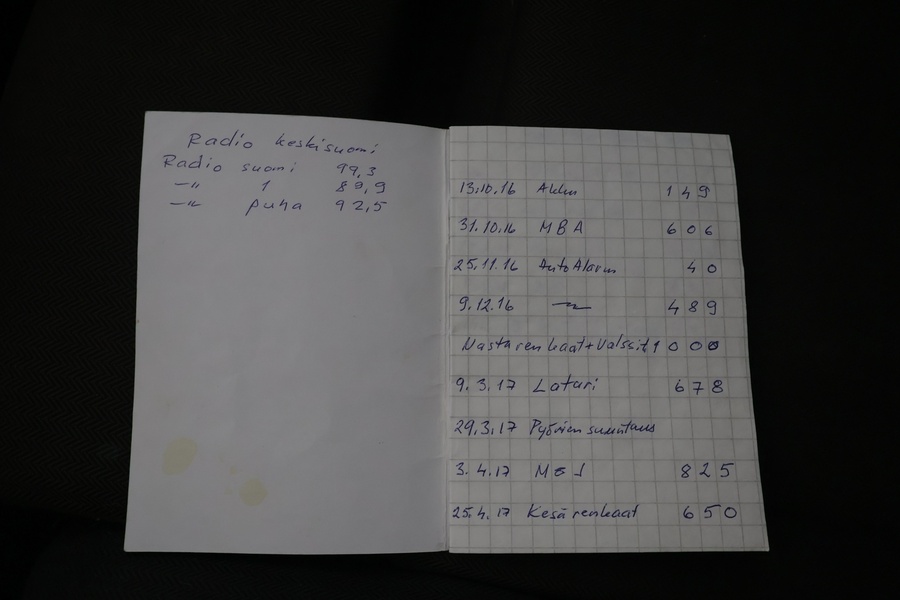 Radio keskisuomi
Radio suomi 99,3
–"– 1 89,9
–"– puha 92,5
13.10.16 Akku 149
31.10.16 MBA 606
25.11.16 AutoAlarm 40
9.12.16 –"– 489
Nastarenkaat+Valssit 1000
9.3.17 Laturi 678
29.3.17 Pyörien suuntaus
3.4.17 825
25.4.17 Kesärenkaat 650